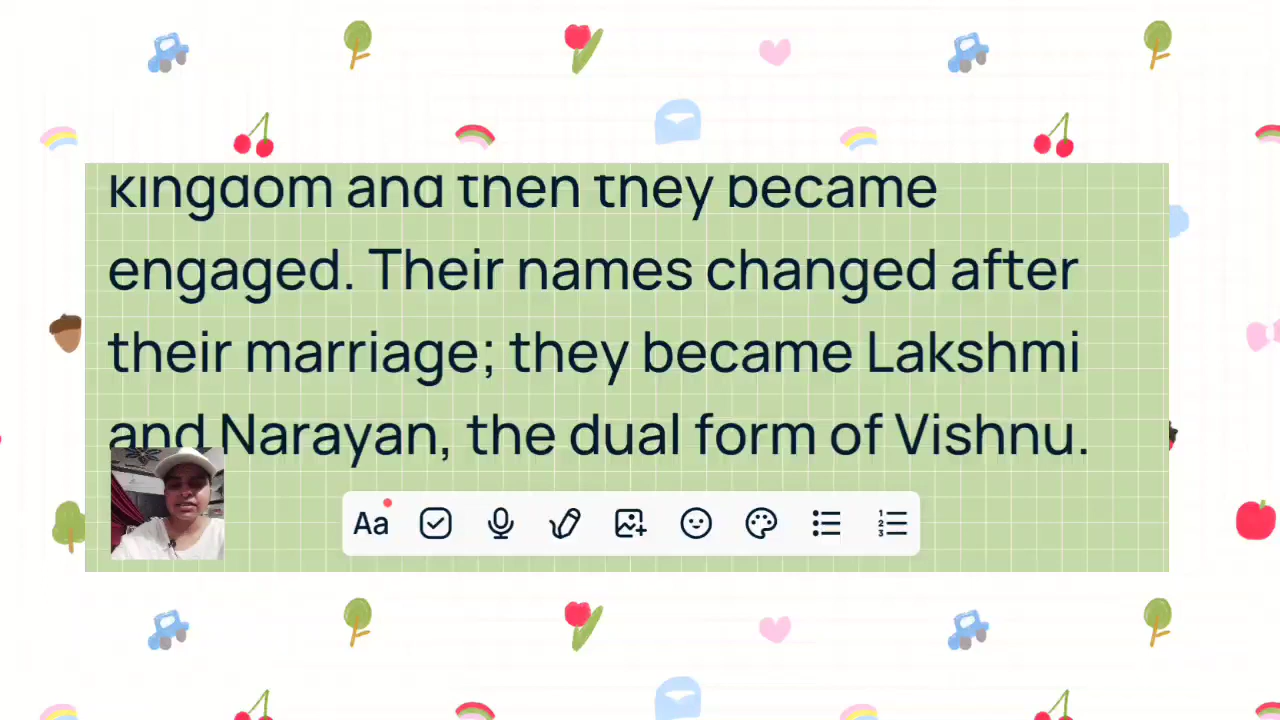 kingdom and then they became
engaged. Their names changed after
their marriage; they became Lakshmi
and Narayan, the dual form of Vishnu.
Aa